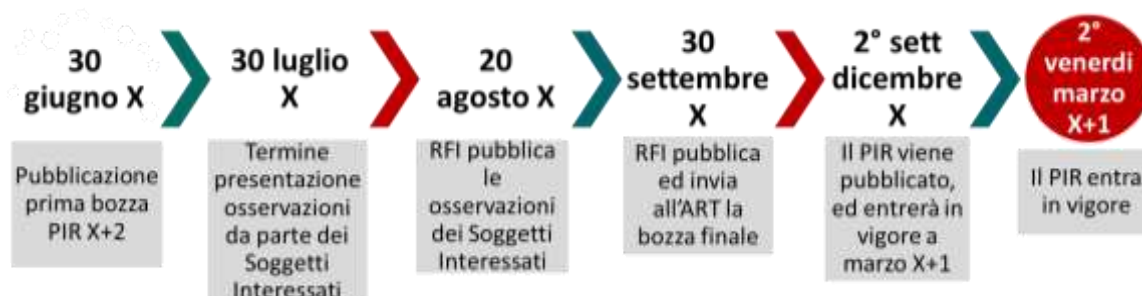 30
giugno X
Pubblicazione
prima bozza
PIR X+2
30 luglio
X
Termine
presentazione
osservazioni
da parte dei
Soggetti
Interessati
20
agosto X
RFI pubblica
le
osservazioni
dei Soggetti
Interessati
30
settembre
X
RFI pubblica
ed invia
all'ART la
bozza finale
2° sett
dicembre
X
Il PIR viene
pubblicato,
ed entrerà in
vigore a
marzo X+1
2°
venerdi
marzo
X+1
Il PIR entra
in vigore